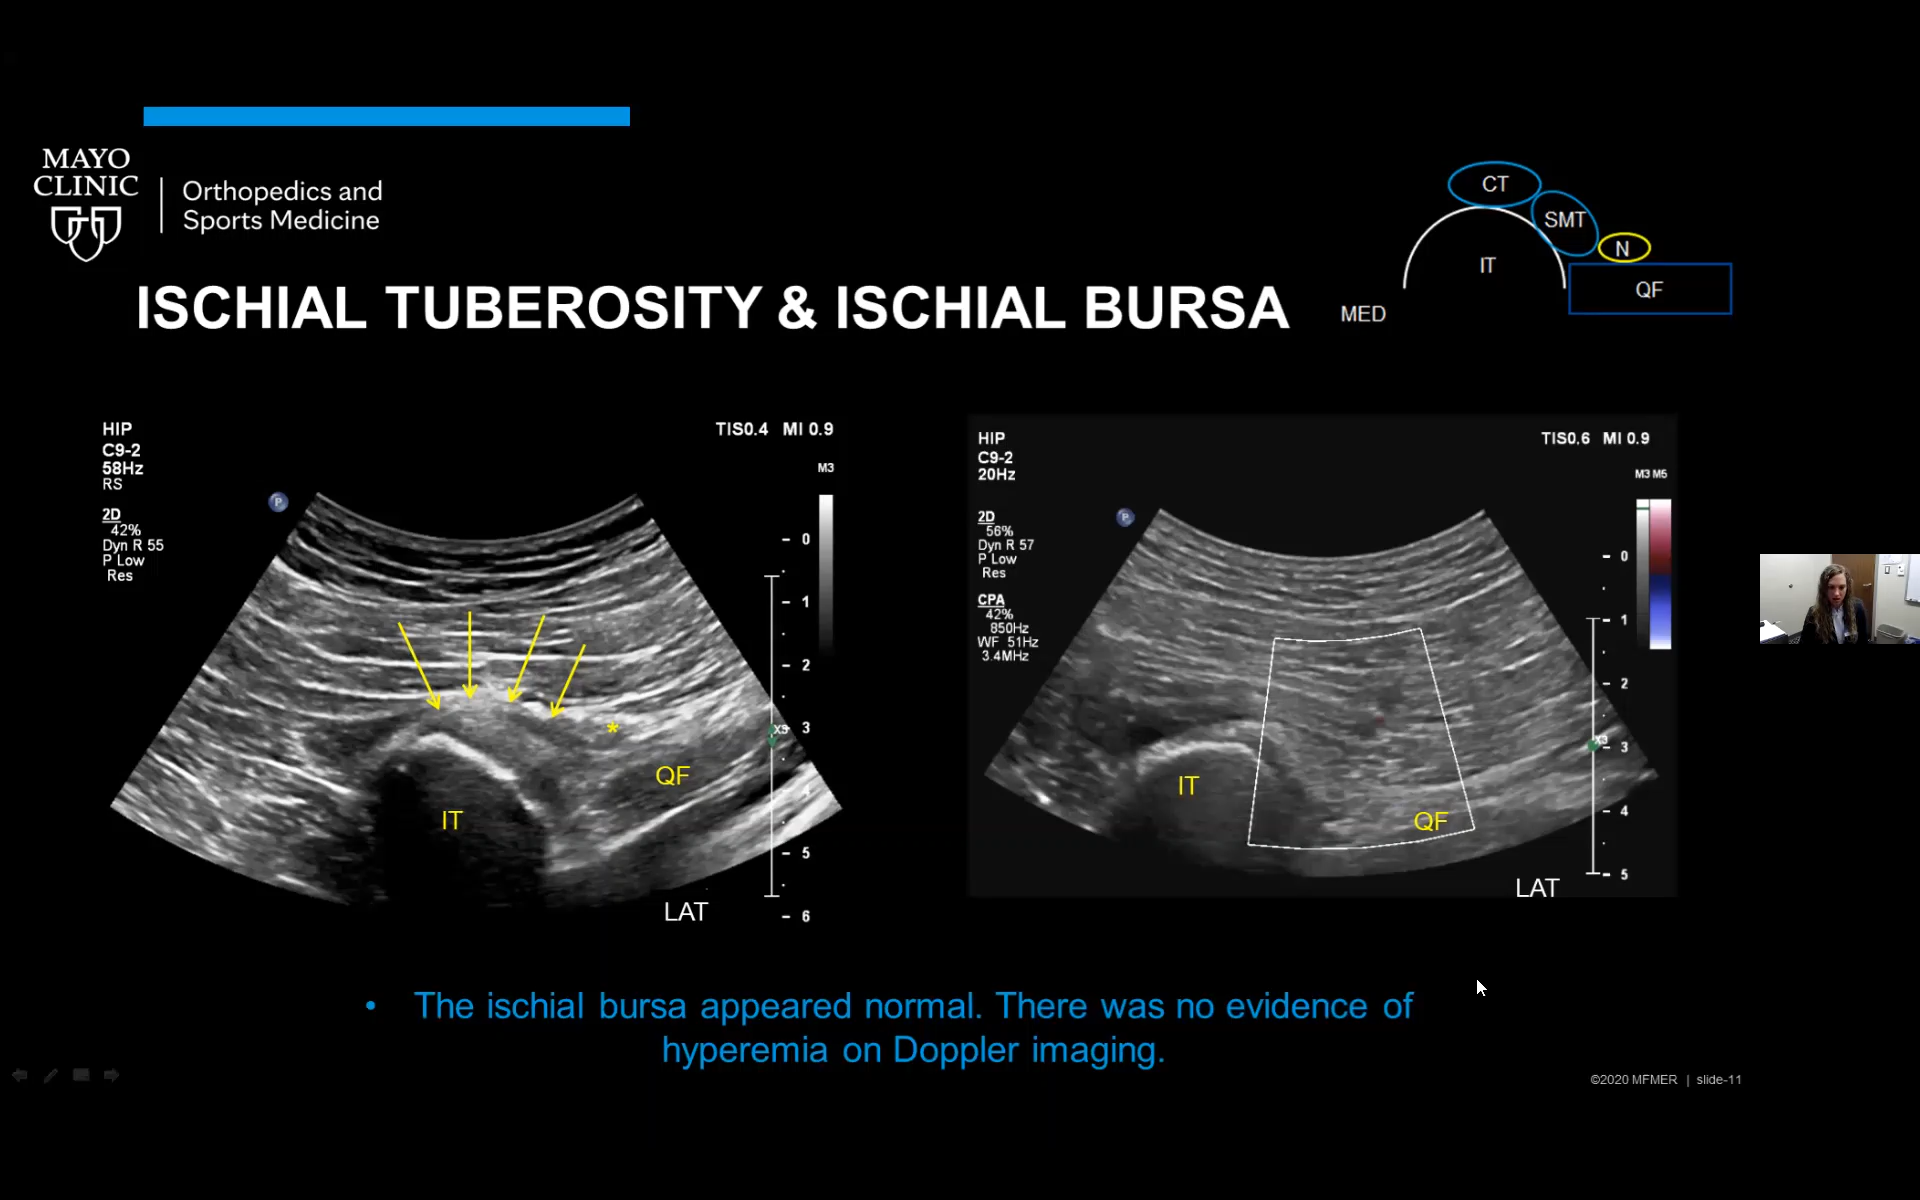 MAYO
CLINIC
Orthopedics and
Sports Medicine
CT
SMT
N
IT
QF
MED
ISCHIAL TUBEROSITY & ISCHIAL BURSA
HIP
C9-2
58Hz
RS
2D
42%
Dyn R 55
P Low
Res
TIS0.4 MI 0.9
M3
P
0
1
2
3
4
5
6
X3
*
QF
IT
LAT
HIP
C9-2
20Hz
2D
56%
Dyn R 57
P Low
Res
CPA
42%
850Hz
WF 51Hz
3.4MHz
TIS0.6 MI 0.9
M3 M5
P
0
1
2
3
4
5
X3
IT
QF
LAT
• The ischial bursa appeared normal. There was no evidence of
hyperemia on Doppler imaging.
©2020 MFMER | slide-11